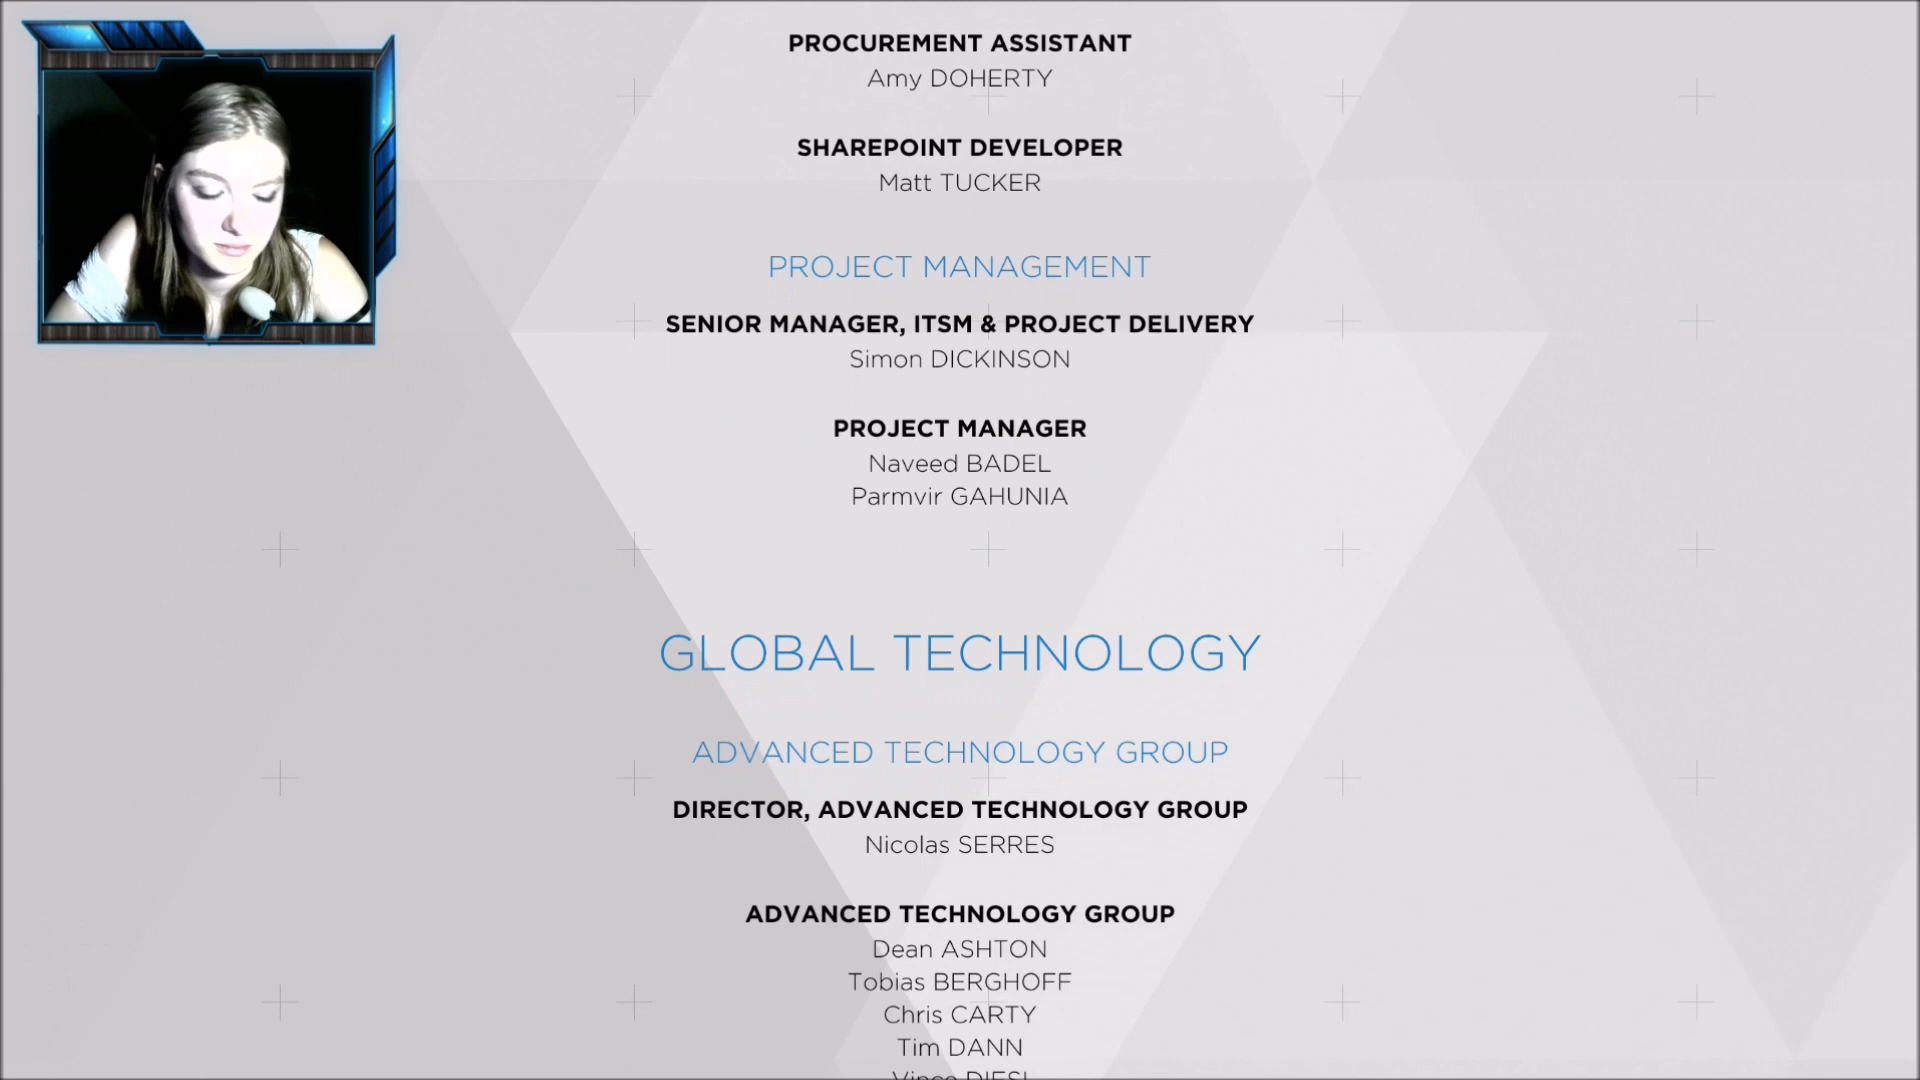 PROCUREMENT ASSISTANT
Amy DOHERTY
SHAREPOINT DEVELOPER
Matt TUCKER
PROJECT MANAGEMENT
SENIOR MANAGER, ITSM & PROJECT DELIVERY
Simon DICKINSON
PROJECT MANAGER
Naveed BADEL
Parmvir GAHUNIA
GLOBAL TECHNOLOGY
ADVANCED TECHNOLOGY GROUP
DIRECTOR, ADVANCED TECHNOLOGY GROUP
Nicolas SERRES
ADVANCED TECHNOLOGY GROUP
Dean ASHTON
Tobias BERGHOFF
Chris CARTY
Tim DANN